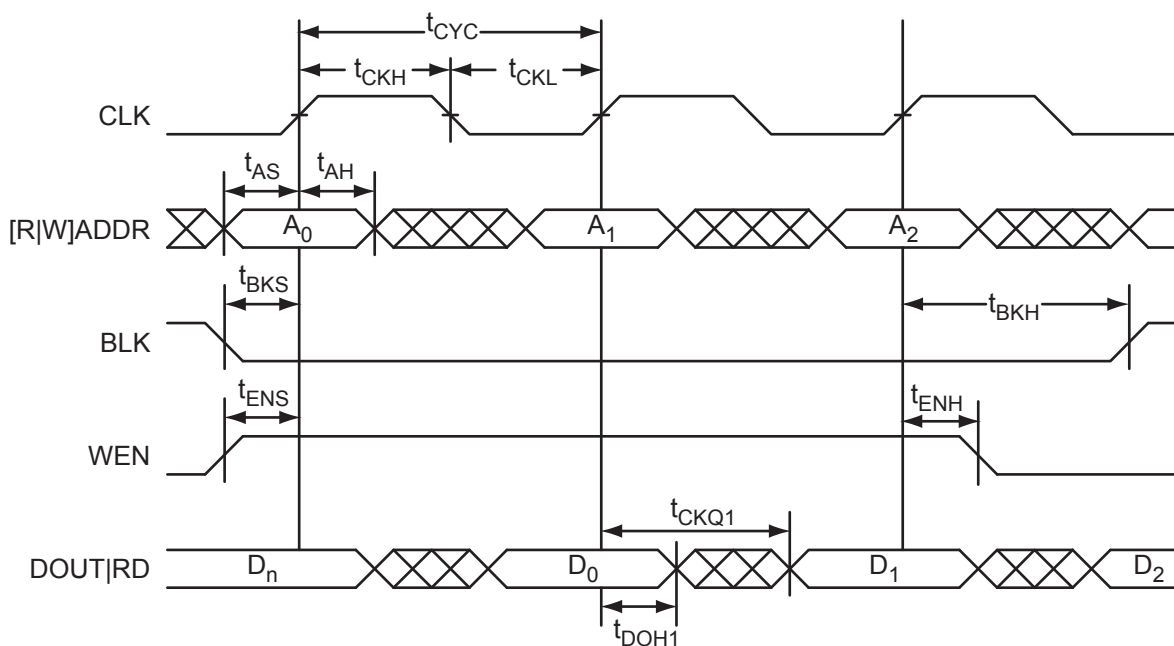 tCYC
tCKH tCKL
CLK
tAS tAH
[R|W]ADDR A0 A1 A2
tBKS tBKH
BLK
tENS tENH
WEN
tCKQ1
DOUT|RD Dn D0 D1 D2
tDOH1